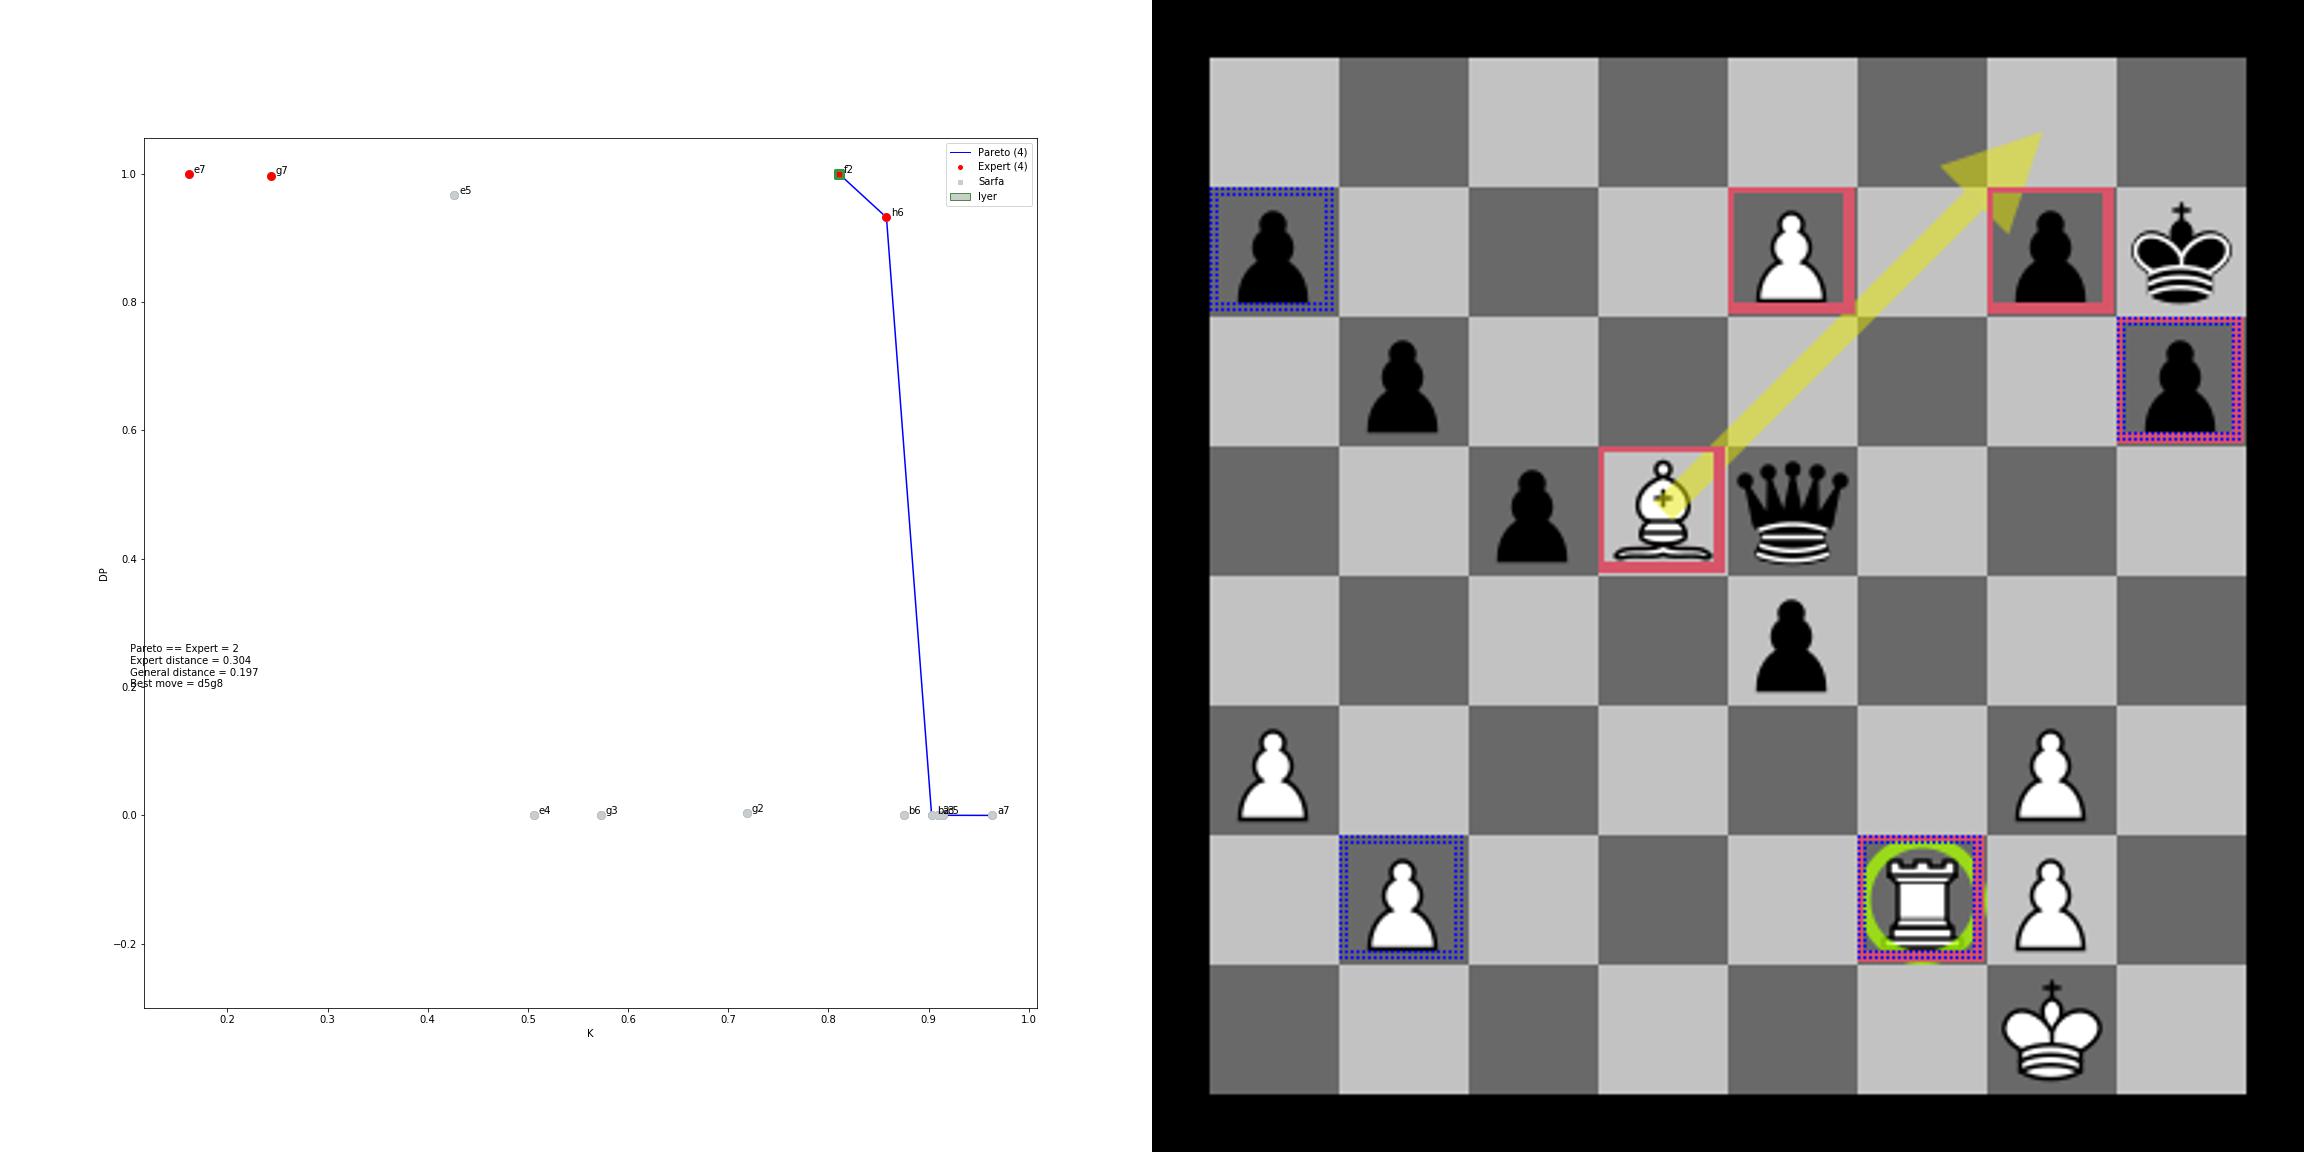 Pareto (4)
Expert (4)
Sarfa
Iyer
e7
g7
e5
f2
h6
1.0
0.8
0.6
0.4
0.2
0.0
−0.2
DP
Pareto == Expert = 2
Expert distance = 0.304
General distance = 0.197
Best move = d5g8
e4
g3
g2
b6
a7
0.2
0.3
0.4
0.5
0.6
0.7
0.8
0.9
1.0
K